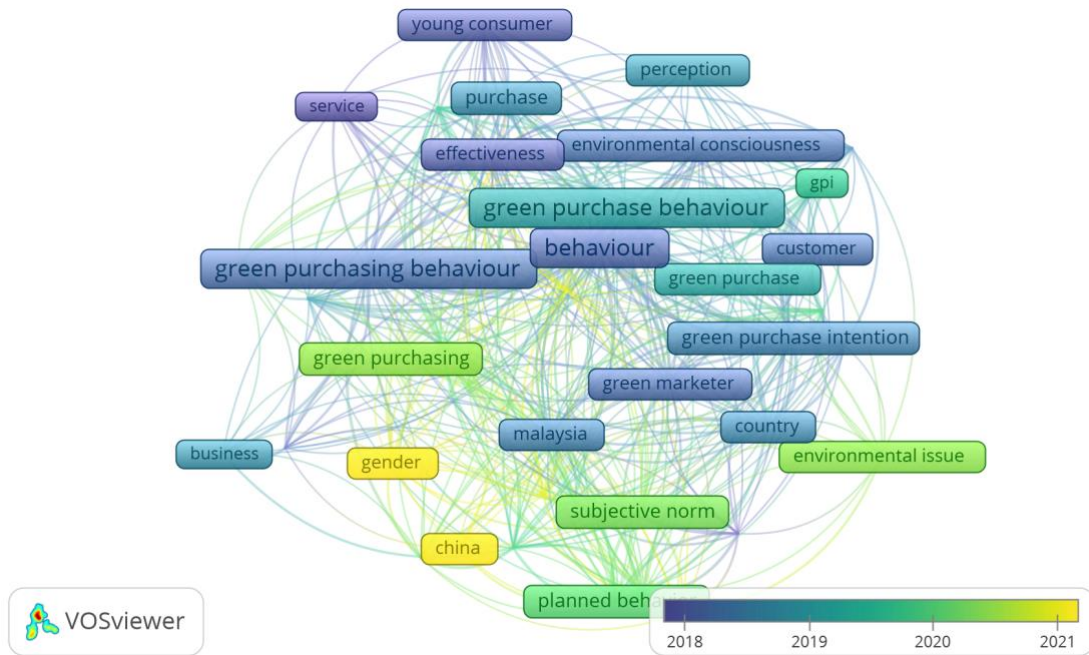 young consumer
perception
purchase
service
environmental consciousness
effectiveness
gpi
green purchase behaviour
behaviour
customer
green purchasing behaviour
green purchase
green purchase intention
green purchasing
green marketer
country
malaysia
business
environmental issue
gender
subjective norm
china
planned behavior
VOSviewer
2018
2019
2020
2021